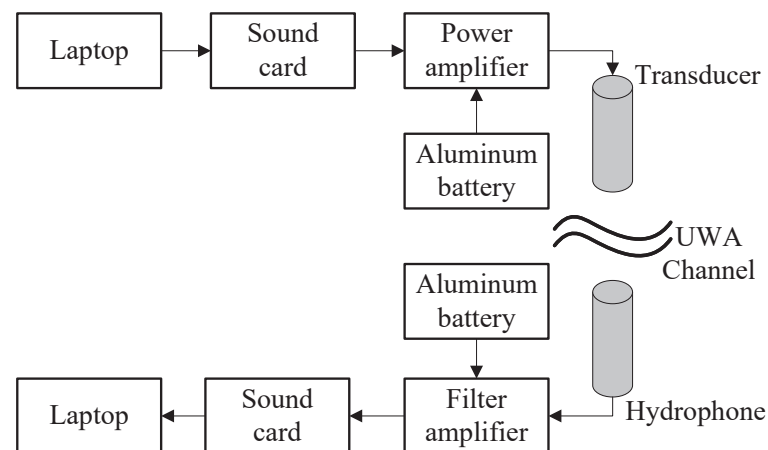 Laptop
Sound
card
Power
amplifier
Transducer
Aluminum
battery
UWA
Channel
Aluminum
battery
Laptop
Sound
card
Filter
amplifier
Hydrophone